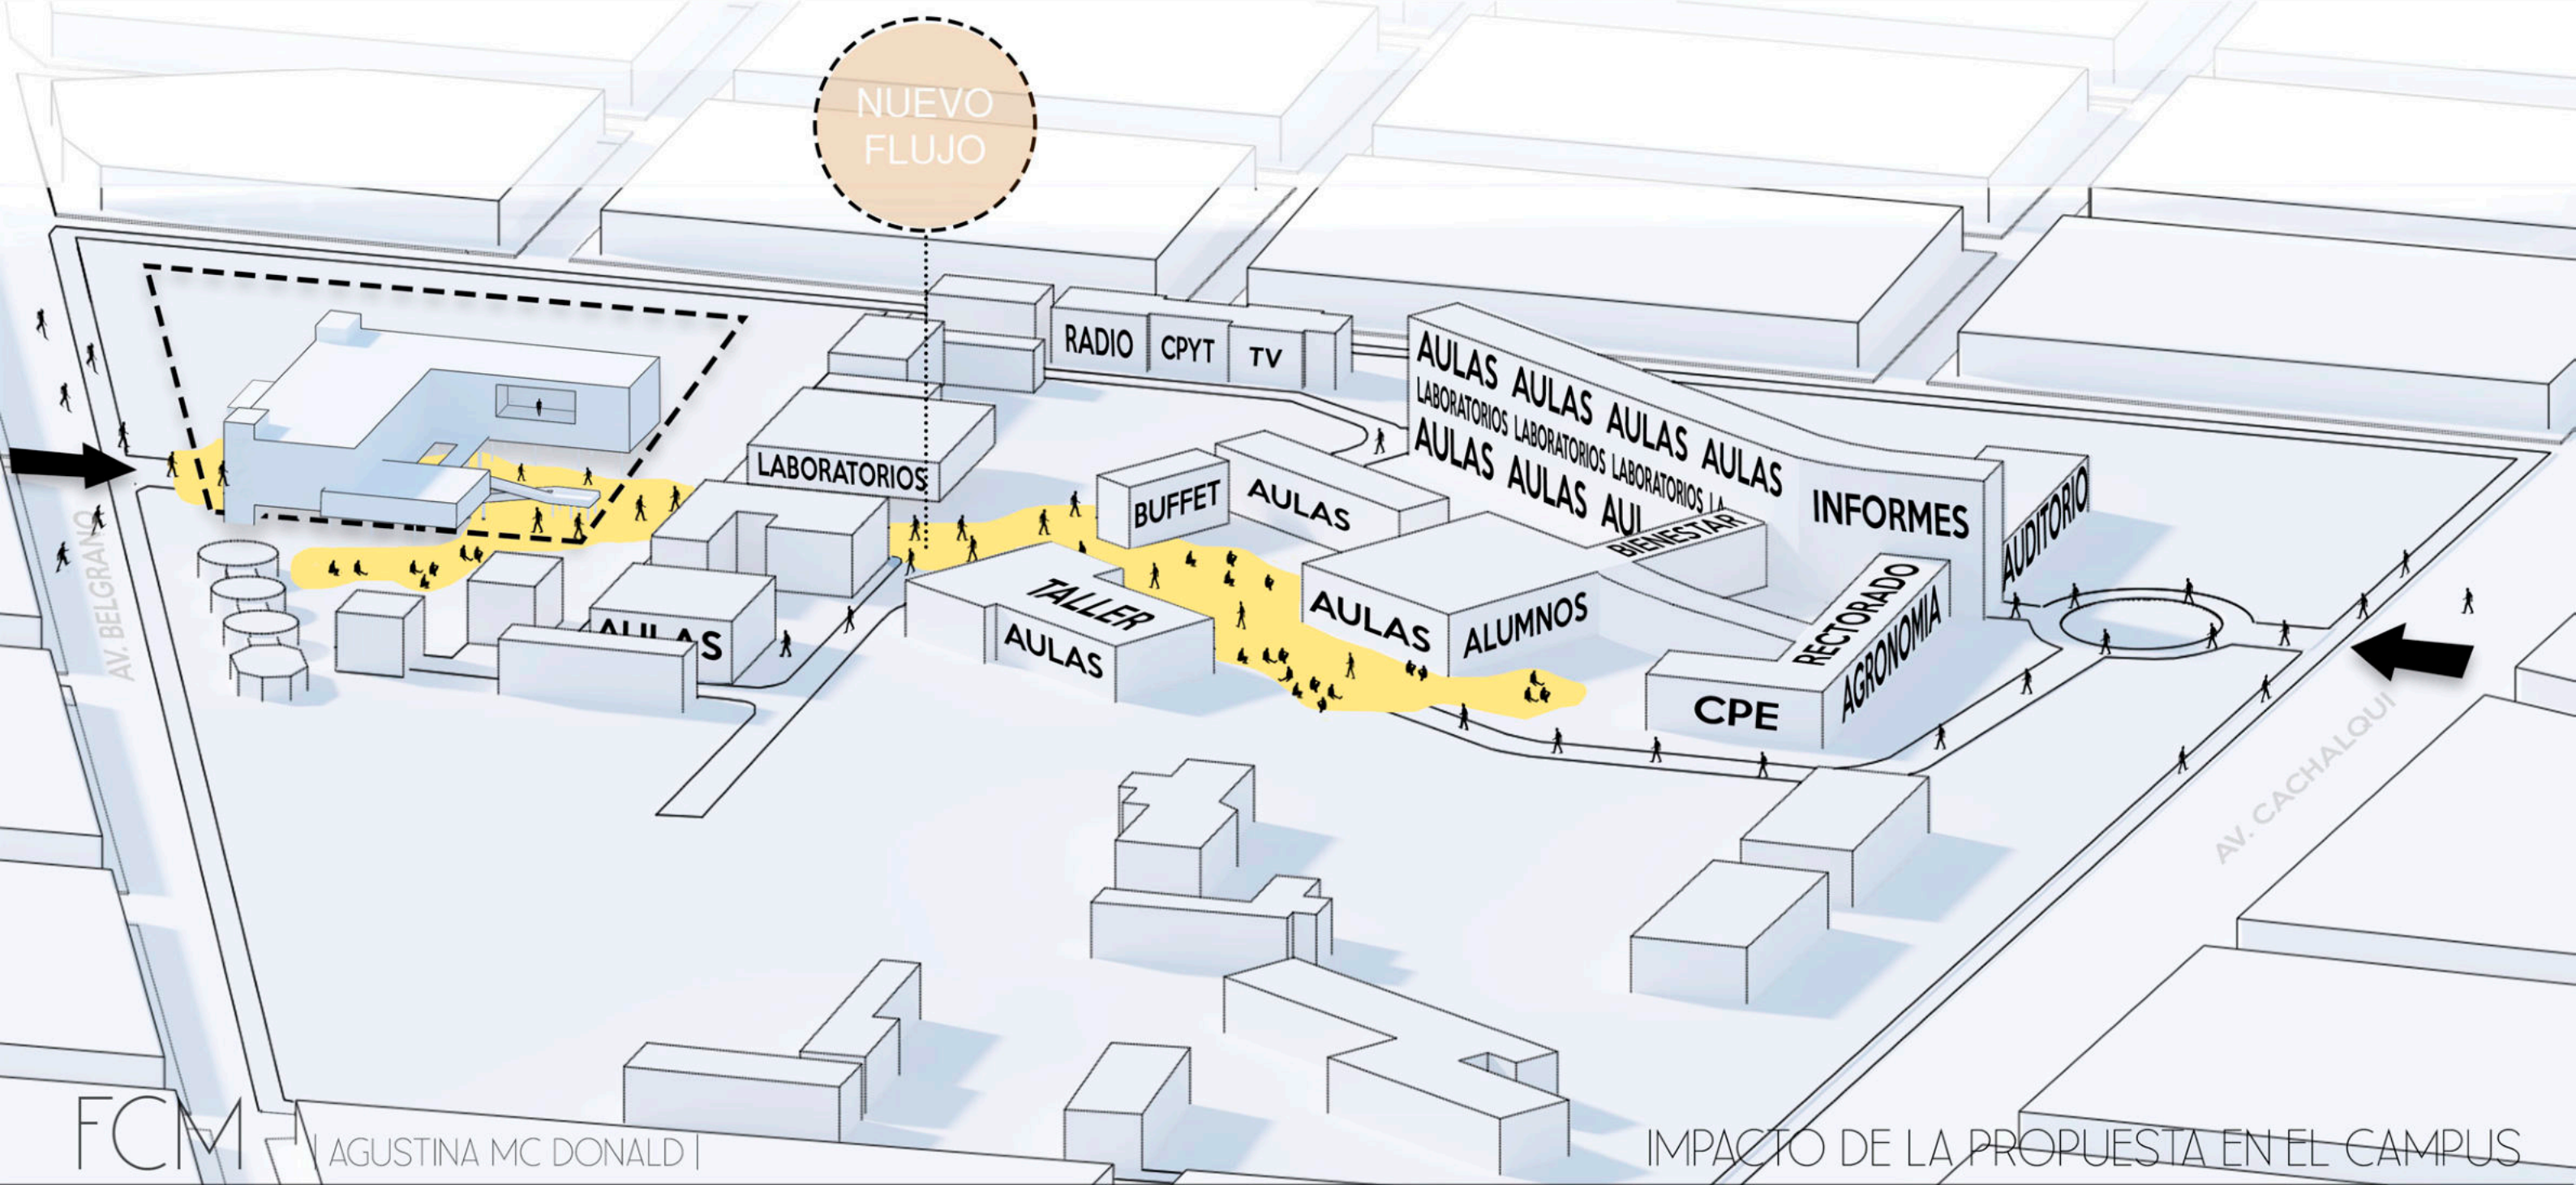 NUEVO
FLUJO
RADIO
CPYT
TV
AULAS AULAS AULAS AULAS
LABORATORIOS LABORATORIOS LABORATORIOS LA
AULAS AULAS AUL
LABORATORIOS
BUFFET
AULAS
INFORMES
AUDITORIO
BIENESTAR
TALLER
AULAS
AULAS
ALUMNOS
RECTORADO
AGRONOMIA
CPE
AULAS
AV. BELGRANO
AV. CACHALQUI
FCM
| AGUSTINA MC DONALD |
IMPACTO DE LA PROPUESTA EN EL CAMPUS